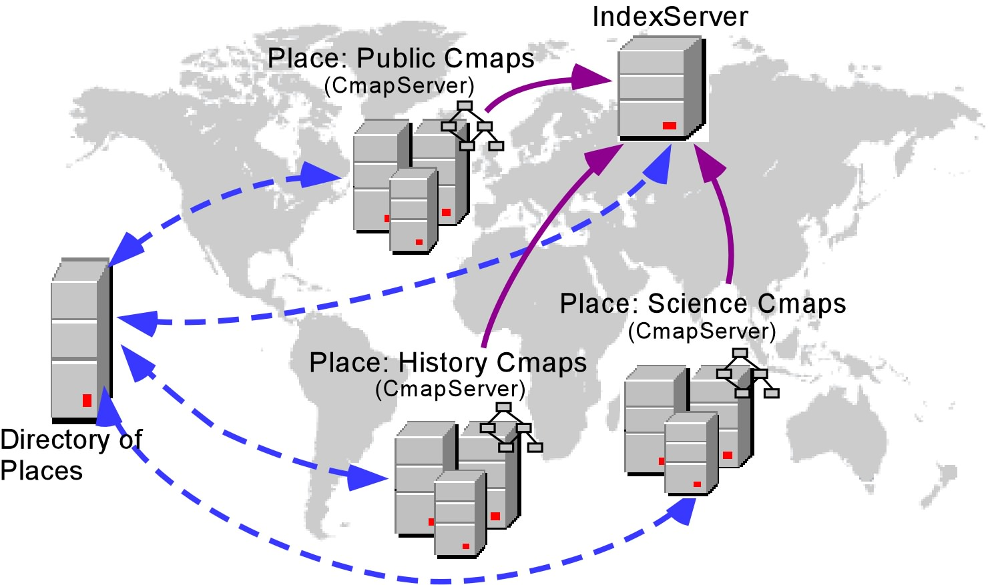 IndexServer
Place: Public Cmaps
(CmapServer)
Place: Science Cmaps
(CmapServer)
Place: History Cmaps
(CmapServer)
Directory of
Places